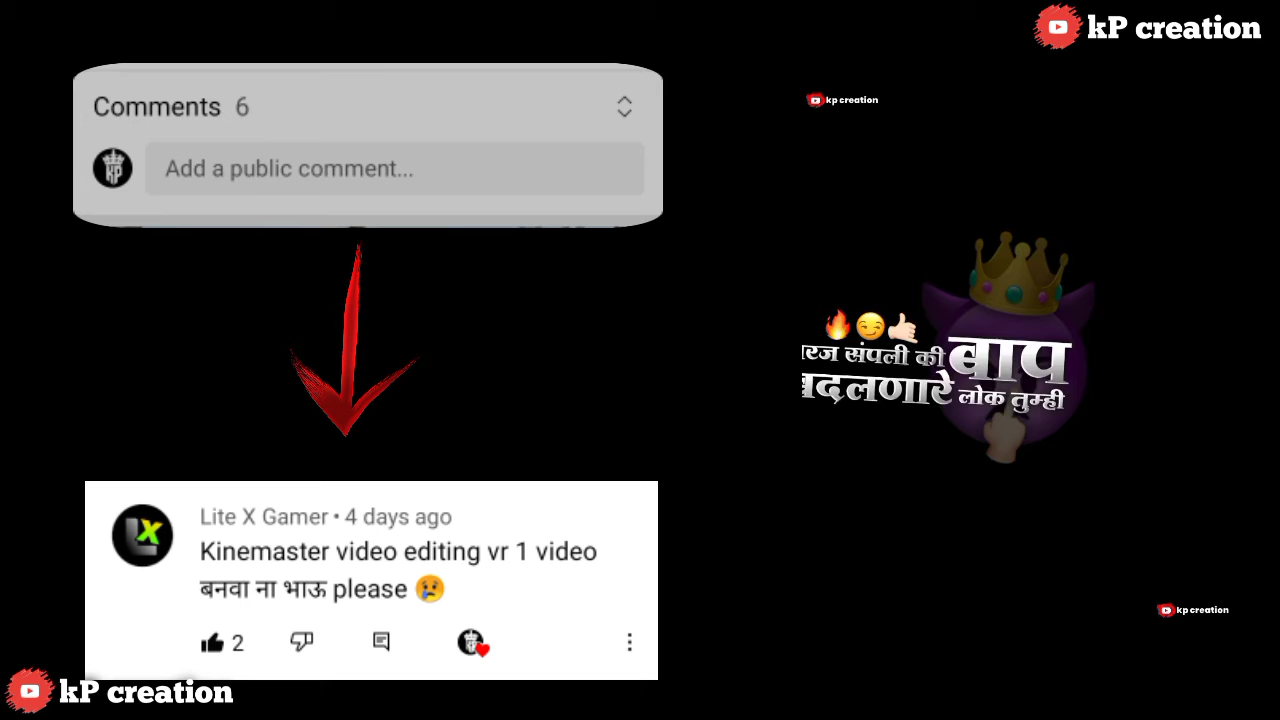 kP creation
Comments 6
Add a public comment...
kp creation
संपली की बाप
लोक तुम्ही
Lite X Gamer • 4 days ago
Kinemaster video editing vr 1 video
बनवा ना भाऊ please 😢
2
kp creation
kP creation